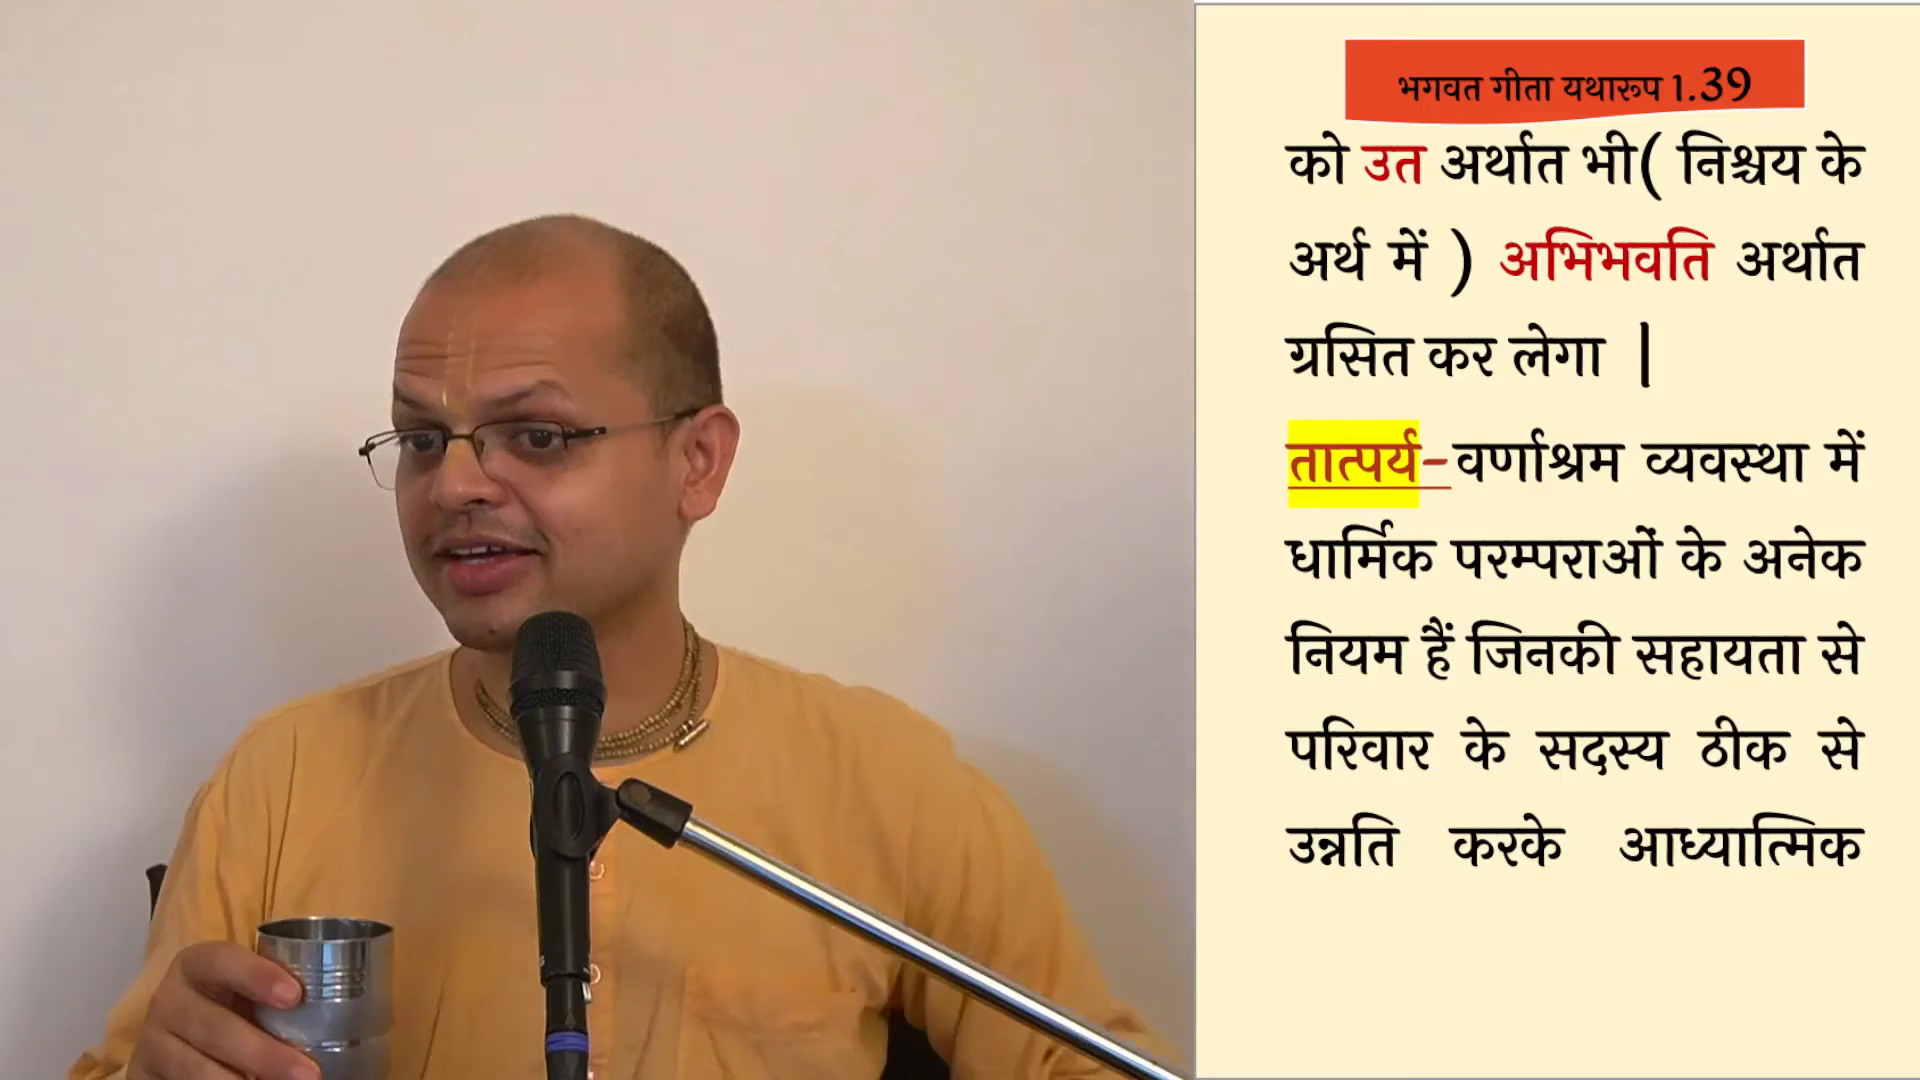 भगवत गीता यथारूप 1.39
को उत अर्थात भी( निश्चय के
अर्थ में ) अभिभवति अर्थात
ग्रसित कर लेगा |
तात्पर्य-वर्णाश्रम व्यवस्था में
धार्मिक परम्पराओं के अनेक
नियम हैं जिनकी सहायता से
परिवार के सदस्य ठीक से
उन्नति करके आध्यात्मिक